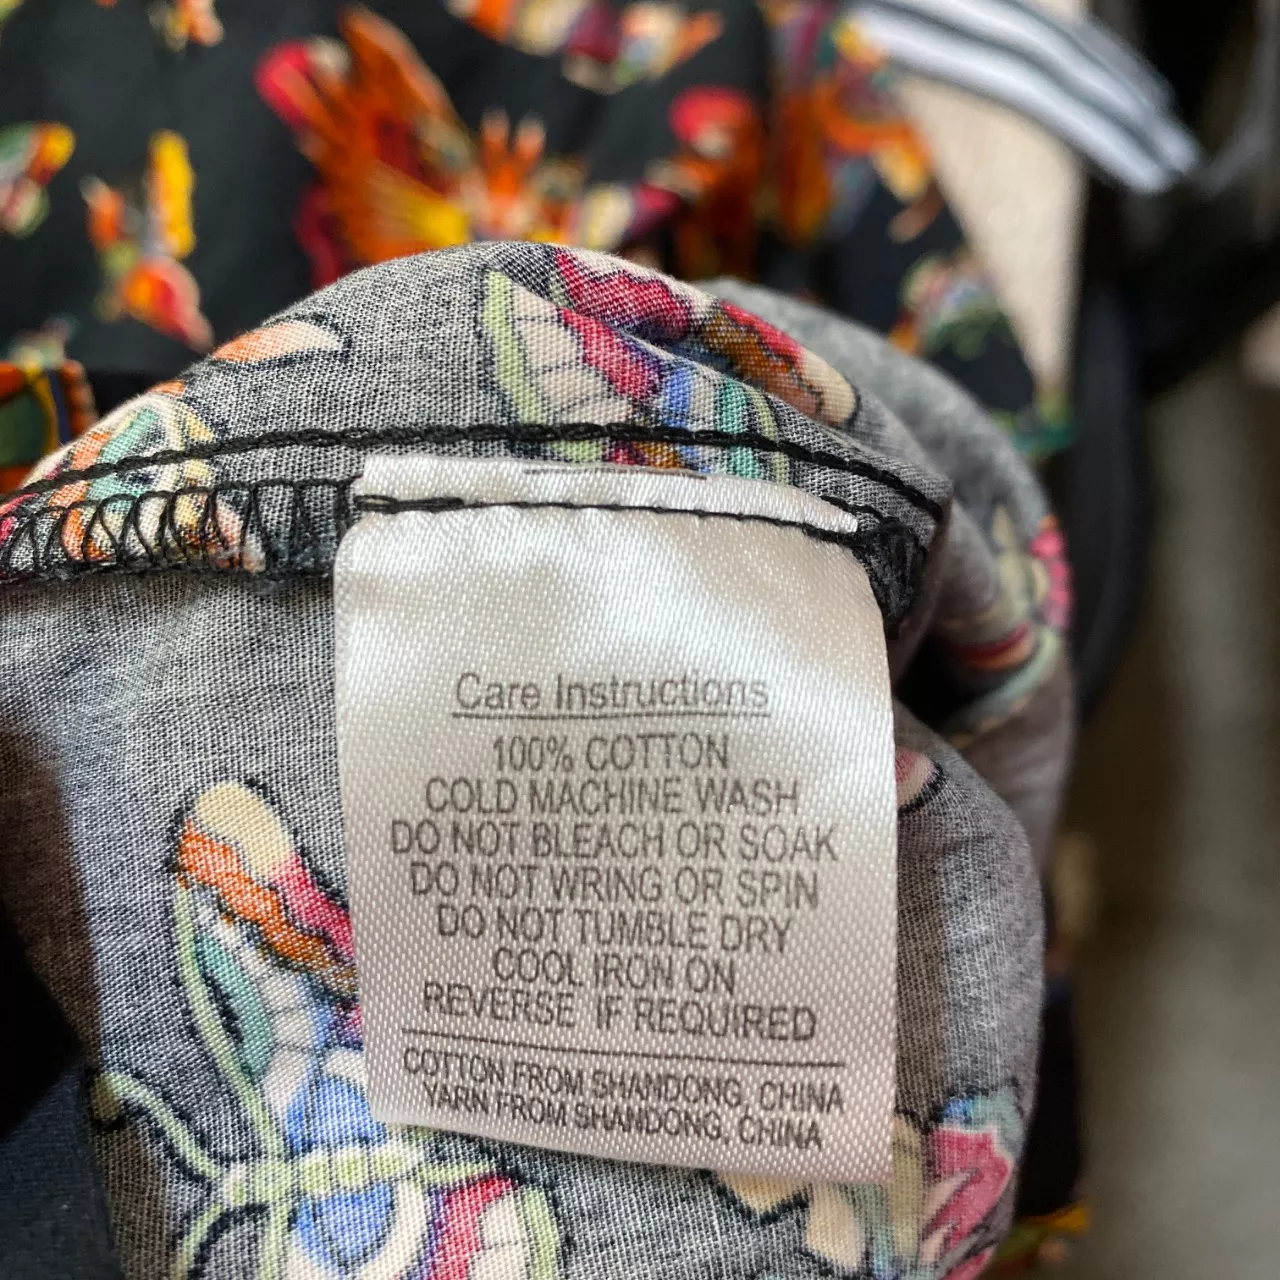 Care Instructions
100% COTTON
COLD MACHINE WASH
DO NOT BLEACH OR SOAK
DO NOT WRING OR SPIN
DO NOT TUMBLE DRY
COOL IRON ON
REVERSE IF REQUIRED
COTTON FROM SHANDONG, CHINA
YARN FROM SHANDONG, CHINA